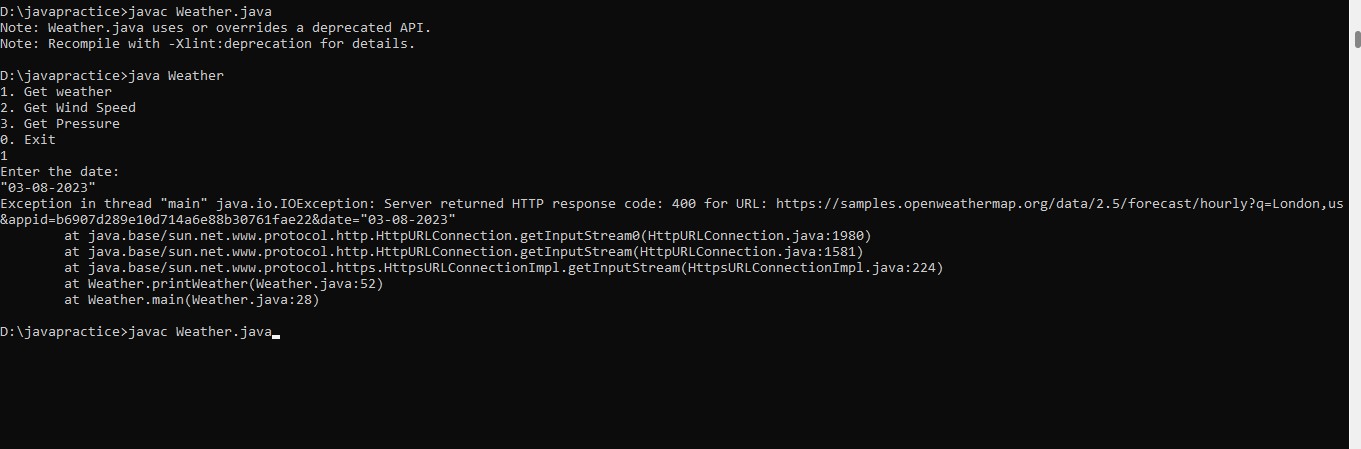 D:\javapractice>javac Weather.java
Note: Weather.java uses or overrides a deprecated API.
Note: Recompile with -Xlint:deprecation for details.
D:\javapractice>java Weather
1. Get weather
2. Get Wind Speed
3. Get Pressure
0. Exit
1
Enter the date:
"03-08-2023"
Exception in thread "main" java.io.IOException: Server returned HTTP response code: 400 for URL: https://samples.openweathermap.org/data/2.5/forecast/hourly?q=London,us
&appid=b6907d289e10d714a6e88b30761fae22&date="03-08-2023"
        at java.base/sun.net.www.protocol.http.HttpURLConnection.getInputStream0(HttpURLConnection.java:1980)
        at java.base/sun.net.www.protocol.http.HttpURLConnection.getInputStream(HttpURLConnection.java:1581)
        at java.base/sun.net.www.protocol.https.HttpsURLConnectionImpl.getInputStream(HttpsURLConnectionImpl.java:224)
        at Weather.printWeather(Weather.java:52)
        at Weather.main(Weather.java:28)
D:\javapractice>javac Weather.java